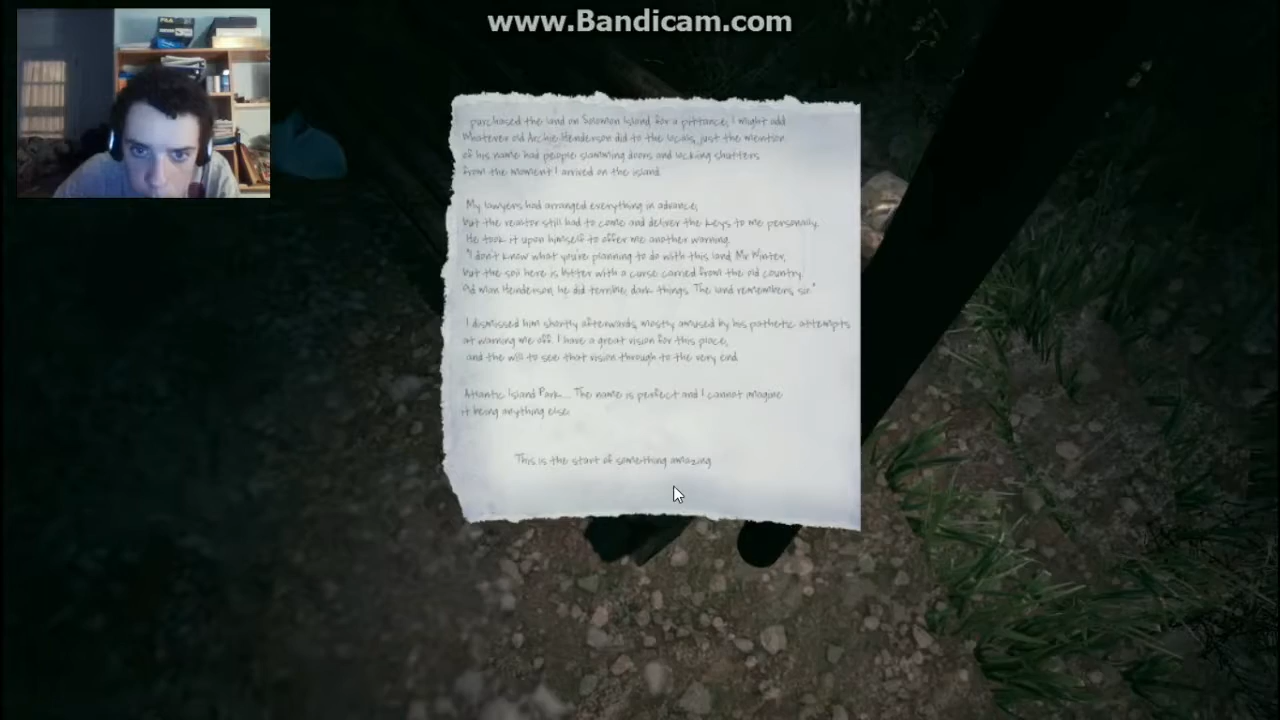 www.Bandicam.com
purchased the land on Solomon Island, for a pittance, I might add
Whatever old Archie Henderson did to the locals, just the mention
of his name had people slamming doors and locking shutters
from the moment I arrived on the island.
My lawyers had arranged everything in advance,
but the realtor still had to come and deliver the keys to me personally.
He took it upon himself to offer me another warning.
"I don't know what you're planning to do with this land, Mr Winter,
but the soil here is bitter with a curse carried from the old country.
Old man Henderson, he did terrible, dark things. The land remembers, sir."
I dismissed him shortly afterwards, mostly amused by his pathetic attempts
at warning me off. I have a great vision for this place,
and the will to see that vision through to the very end.
Atlantic Island Park... The name is perfect and I cannot imagine
it being anything else.
This is the start of something amazing